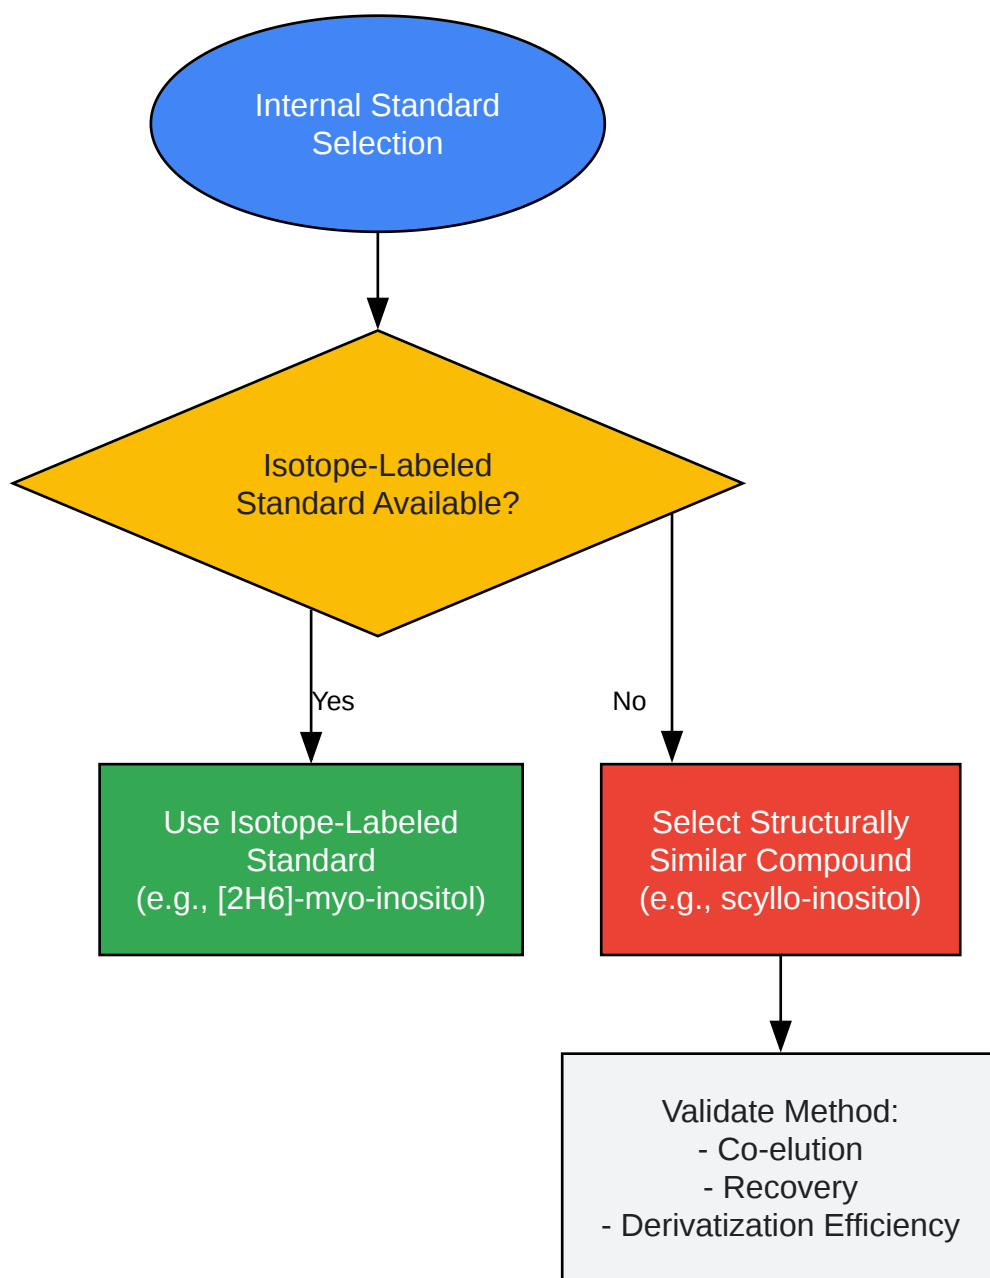 Internal Standard
Selection
Isotope-Labeled
Standard Available?
Yes
No
Use Isotope-Labeled
Standard
(e.g., [2H6]-myo-inositol)
Select Structurally
Similar Compound
(e.g., scyllo-inositol)
Validate Method:
- Co-elution
- Recovery
- Derivatization Efficiency